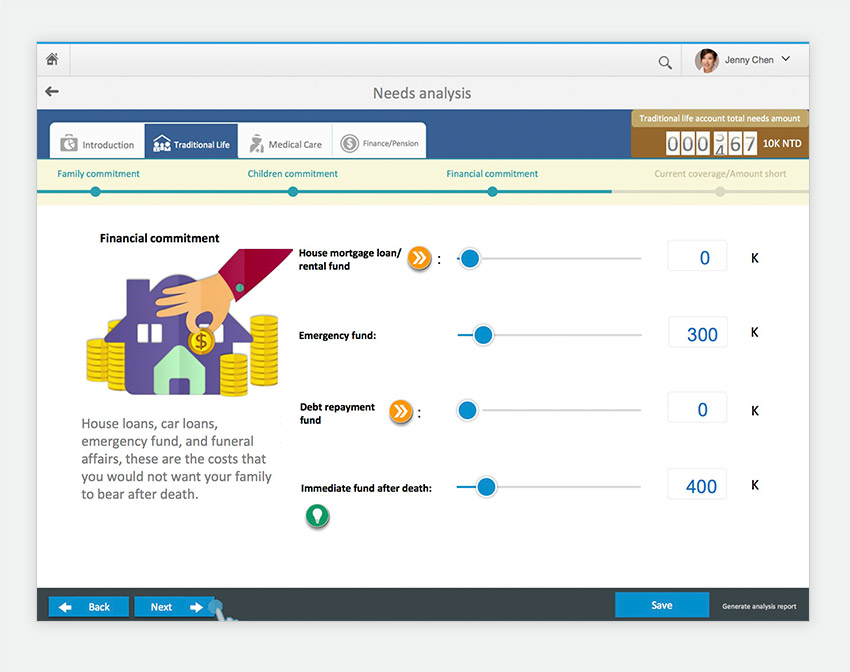 Jenny Chen
Needs analysis
Traditional life account total needs amount
Introduction
Traditional Life
Medical Care
Finance/Pension
10K NTD
Family commitment
Children commitment
Financial commitment
Current coverage/Amount short
Financial commitment
House mortgage loan/
rental fund
:
0
K
$
Emergency fund:
300
K
Debt repayment
fund
:
0
K
House loans, car loans,
emergency fund, and funeral
affairs, these are the costs that
you would not want your family
to bear after death.
Immediate fund after death:
400
K
Back
Next
Save
Generate analysis report